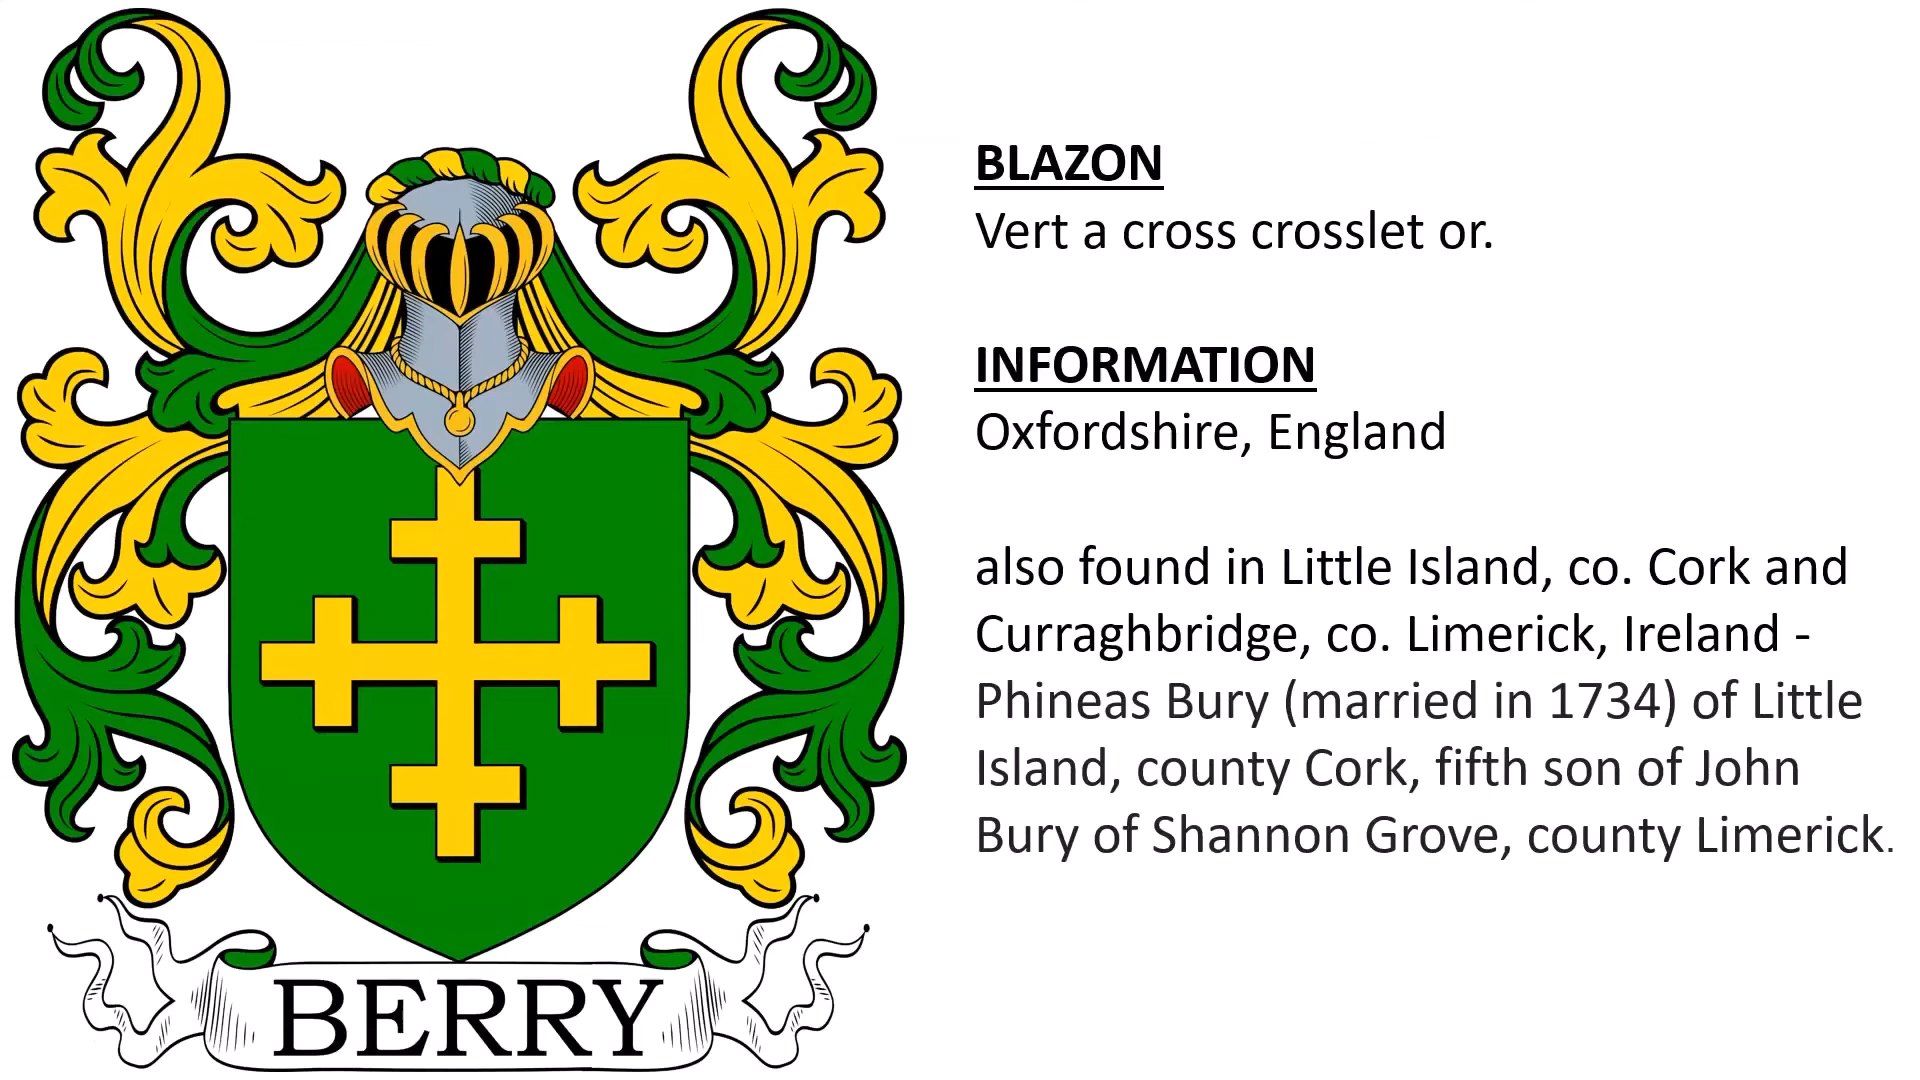 BLAZON
Vert a cross crosslet or.
INFORMATION
Oxfordshire, England
also found in Little Island, co. Cork and
Curraghbridge, co. Limerick, Ireland -
Phineas Bury (married in 1734) of Little
Island, county Cork, fifth son of John
Bury of Shannon Grove, county Limerick.
BERRY